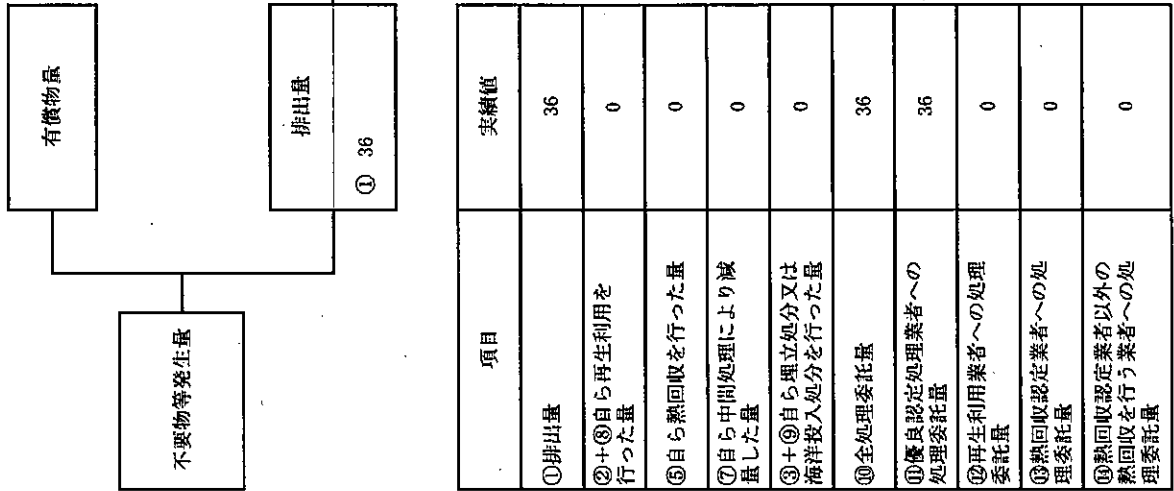 不要物等発生量
有償物量
排出量
① 36
項目
実績値
①排出量
36
②+⑧自ら再生利用を
行った量
0
⑤自ら熱回収を行った量
0
⑦自ら中間処理により減
量した量
0
③+⑨自ら埋立処分又は
海洋投入処分を行った量
0
⑩全処理委託量
36
⑪優良認定処理業者への
処理委託量
36
⑫再生利用業者への処理
委託量
0
⑬熱回収認定業者への処
理委託量
0
⑭熱回収認定業者以外の
熱回収を行う業者への処
理委託量
0